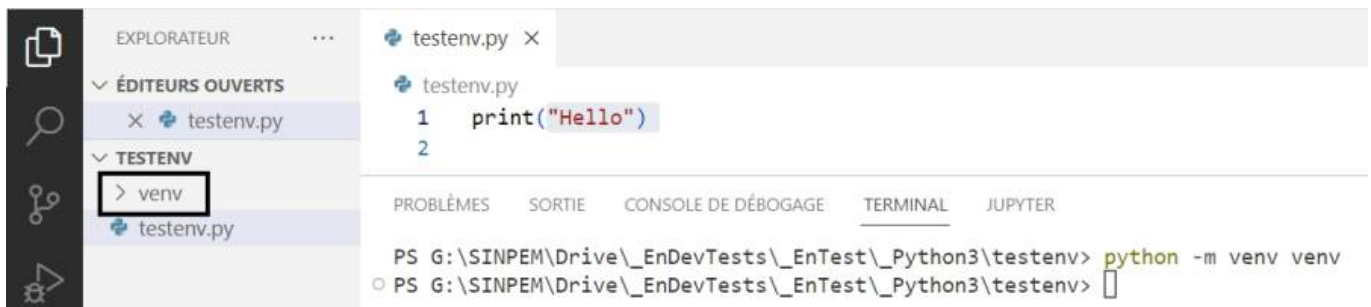 EXPLORATEUR ...
ÉDITEURS OUVERTS
testenv.py
TESTENV
venv
testenv.py
testenv.py
testenv.py
1 print("Hello")
2
PROBLÈMES SORTIE CONSOLE DE DÉBOGAGE TERMINAL JUPYTER
PS G:\SINPEM\Drive\_EnDevTests\_EnTest\_Python3\testenv> python -m venv venv
PS G:\SINPEM\Drive\_EnDevTests\_EnTest\_Python3\testenv>